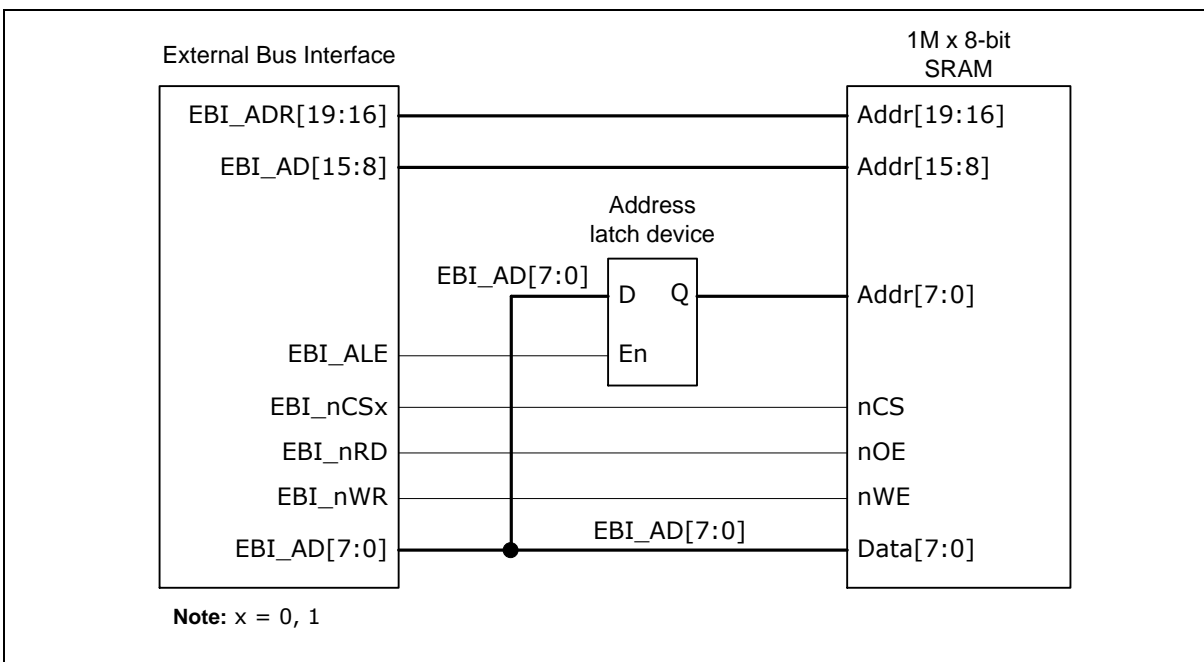 External Bus Interface
1M x 8-bit
SRAM
EBI_ADR[19:16]
Addr[19:16]
EBI_AD[15:8]
Addr[15:8]
Address
latch device
EBI_AD[7:0]
D
Q
Addr[7:0]
EBI_ALE
En
EBI_nCSx
nCS
EBI_nRD
nOE
EBI_nWR
nWE
EBI_AD[7:0]
EBI_AD[7:0]
Data[7:0]
Note: x = 0, 1